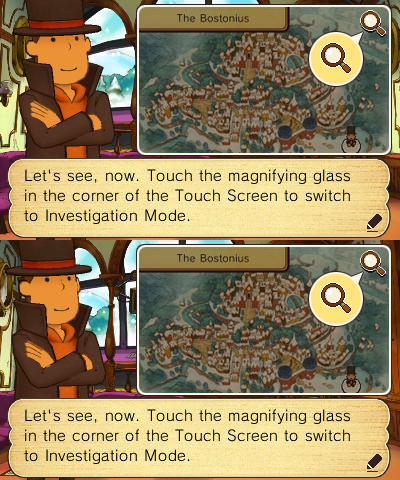 The Bostonius
Let's see, now. Touch the magnifying glass
in the corner of the Touch Screen to switch
to Investigation Mode.
The Bostonius
Let's see, now. Touch the magnifying glass
in the corner of the Touch Screen to switch
to Investigation Mode.